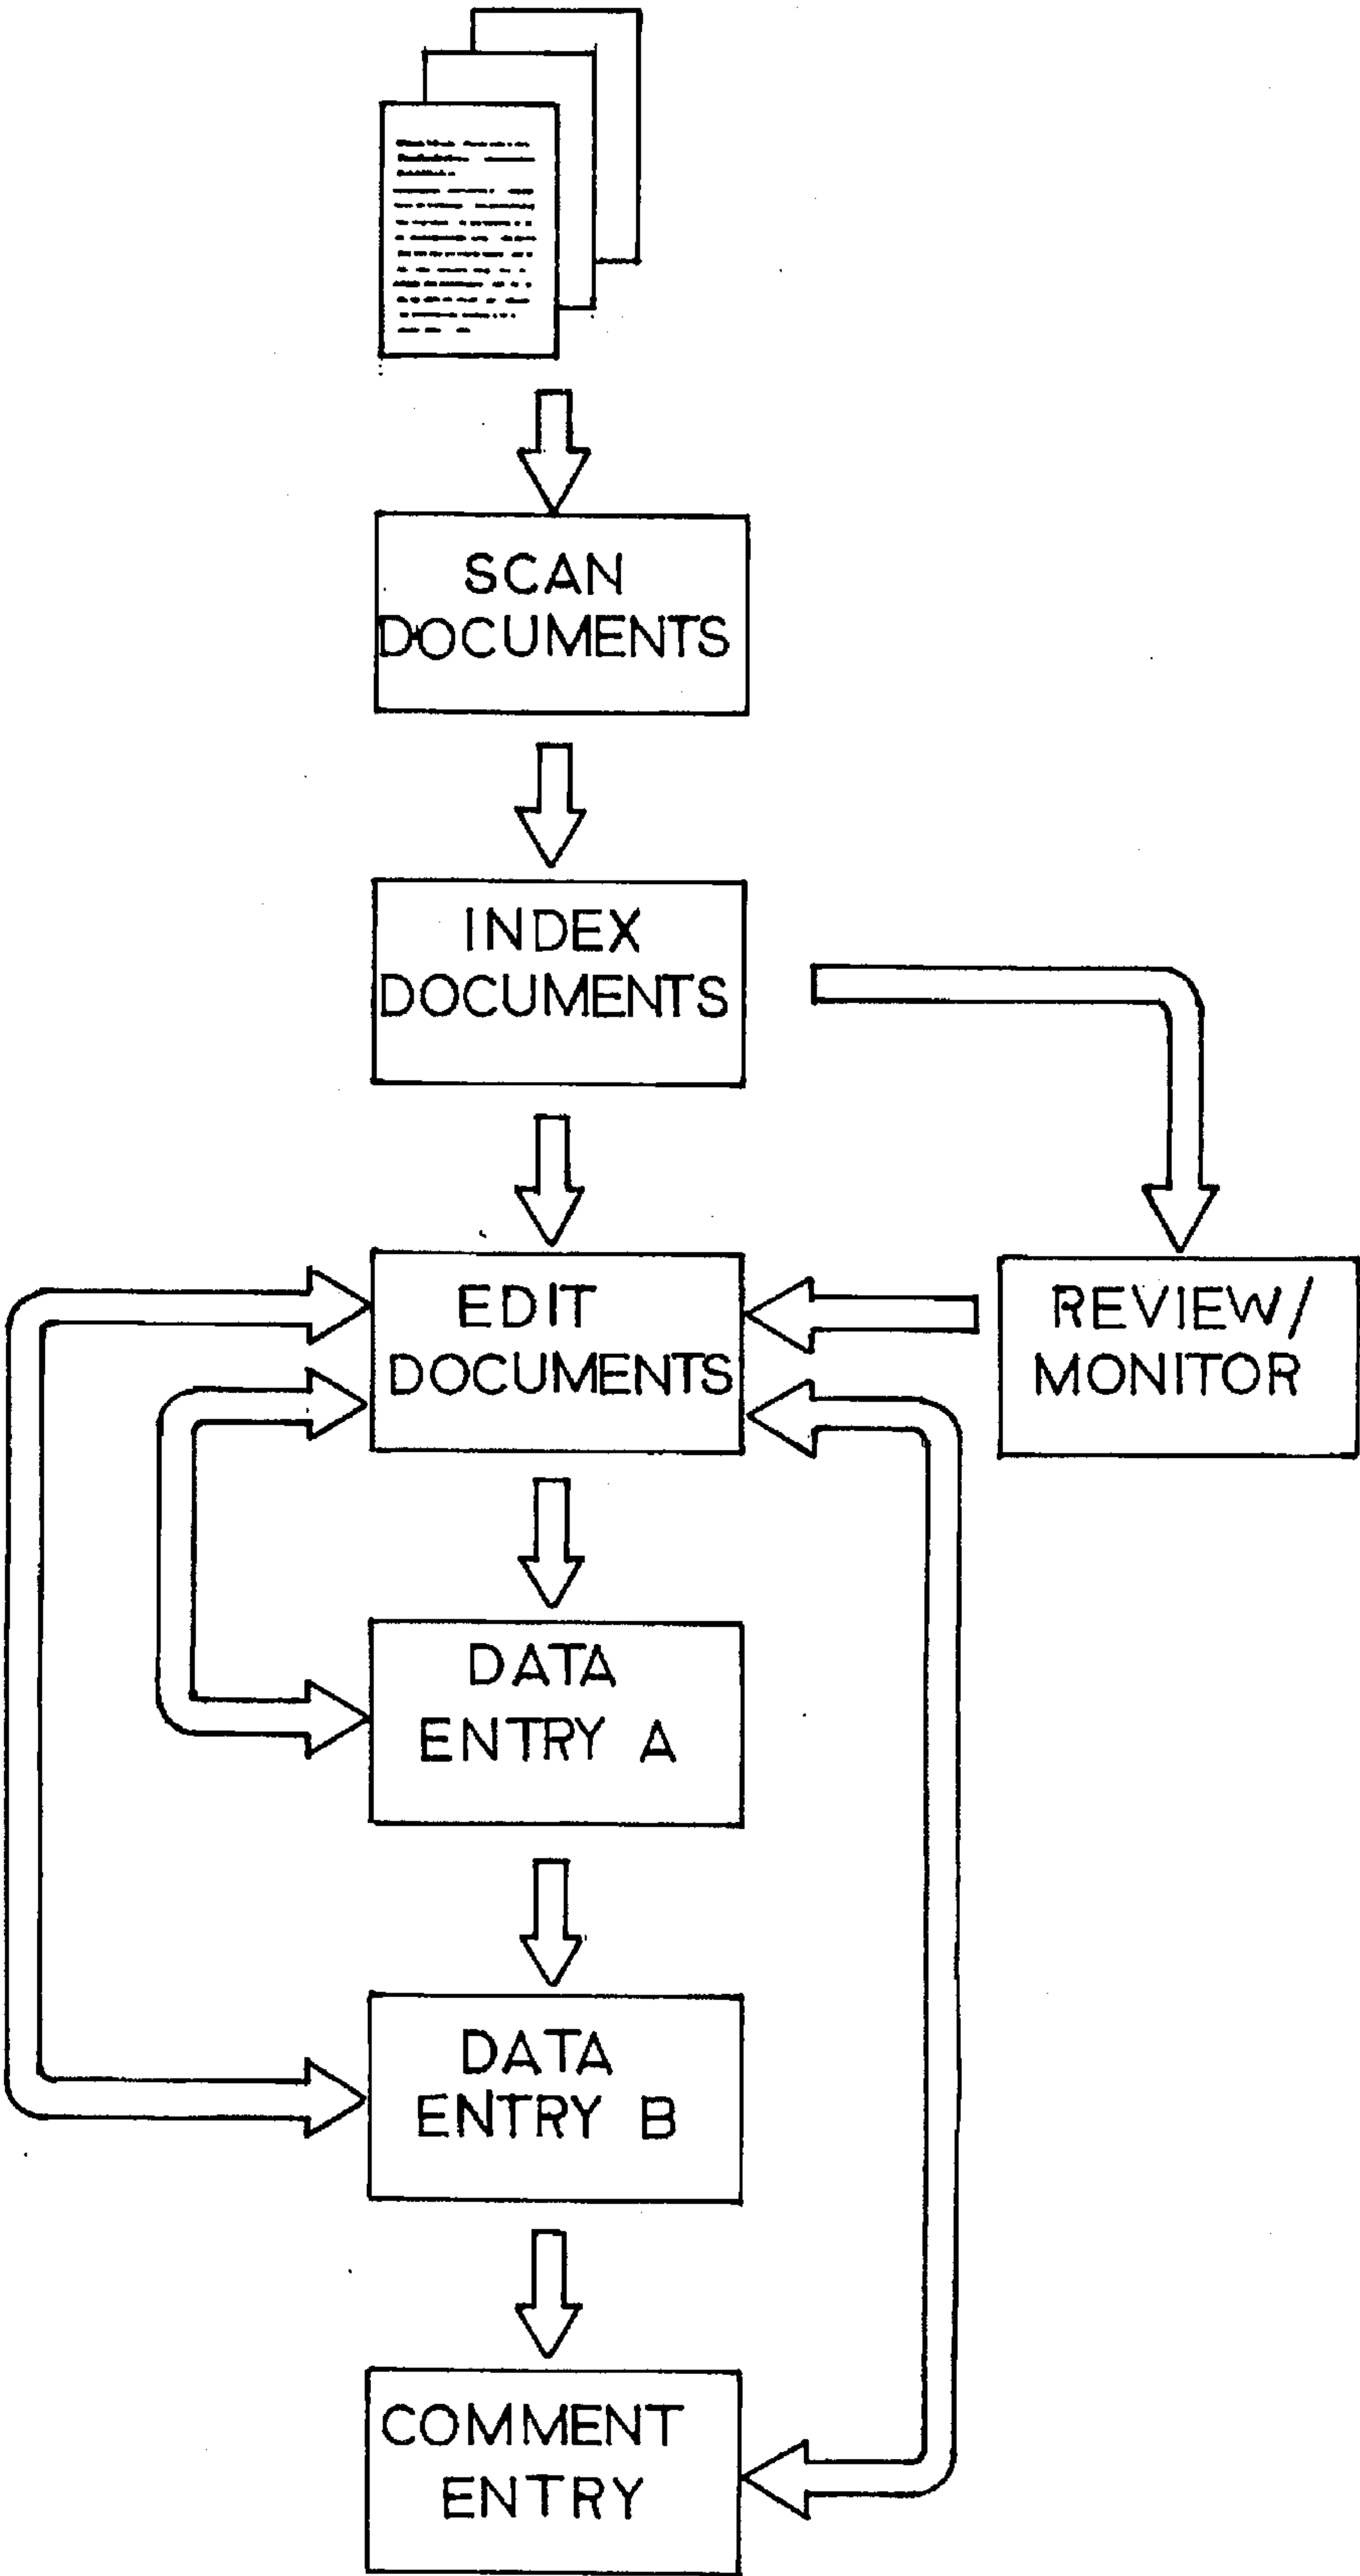 SCAN
DOCUMENTS
INDEX
DOCUMENTS
EDIT
DOCUMENTS
REVIEW/
MONITOR
DATA
ENTRY A
DATA
ENTRY B
COMMENT
ENTRY